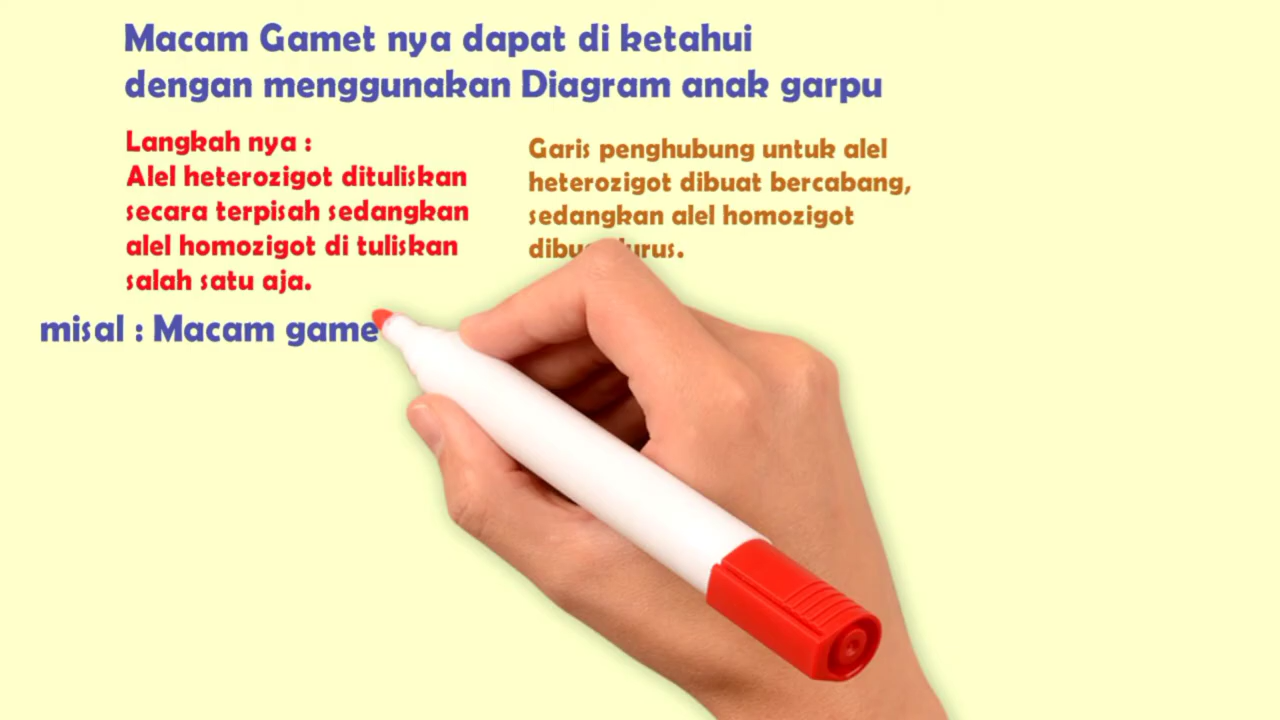 Macam Gamet nya dapat di ketahui
dengan menggunakan Diagram anak garpu
Langkah nya :
Alel heterozigot dituliskan
secara terpisah sedangkan
alel homozigot di tuliskan
salah satu aja.
Garis penghubung untuk alel
heterozigot dibuat bercabang,
sedangkan alel homozigot
misal : Macam game